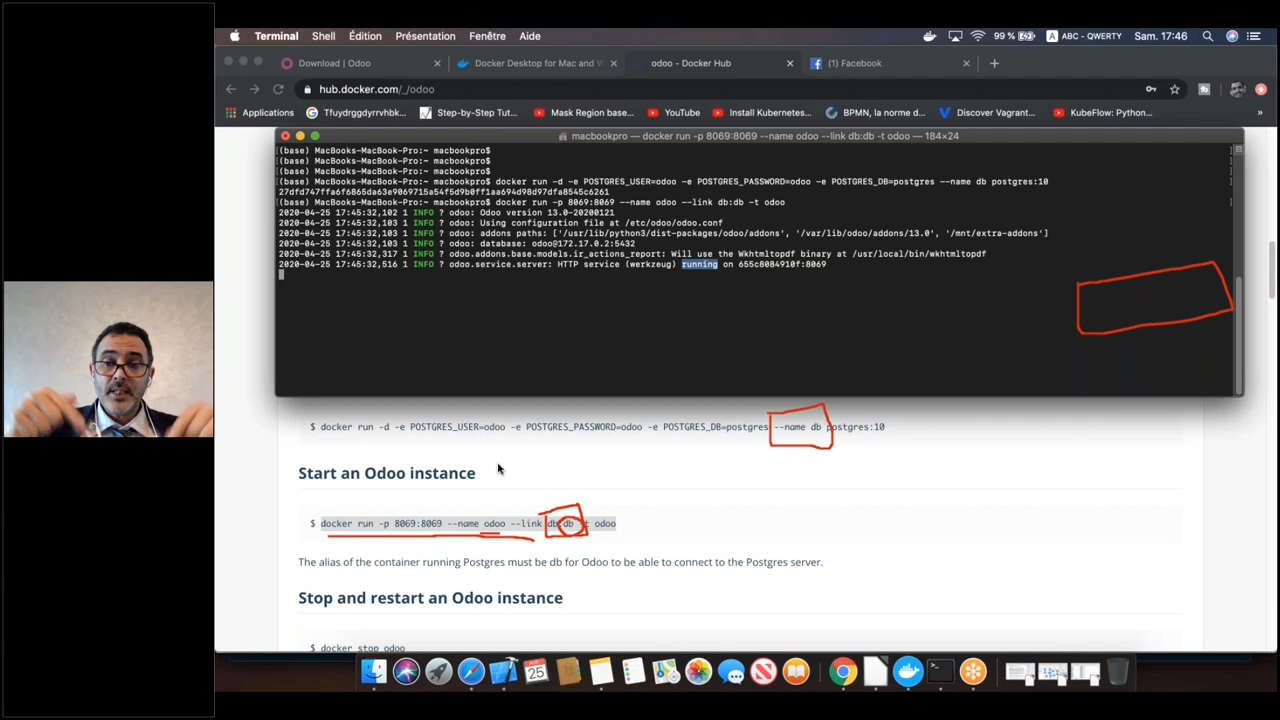 Terminal Shell Édition Présentation Fenêtre Aide 99 % A ABC - QWERTY Sam. 17:46
Download | Odoo Docker Desktop for Mac and W odoo - Docker Hub (1) Facebook
hub.docker.com/_/odoo
Applications Tfuydrgdyrrvhbk... Step-by-Step Tut... Mask Region base... YouTube Install Kubernetes... BPMN, la norme d... Discover Vagrant... KubeFlow: Python... »
macbookpro — docker run -p 8069:8069 --name odoo --link db:db -t odoo — 184×24
[(base) MacBooks-MacBook-Pro:~ macbookpro$
[(base) MacBooks-MacBook-Pro:~ macbookpro$
[(base) MacBooks-MacBook-Pro:~ macbookpro$
[(base) MacBooks-MacBook-Pro:~ macbookpro$ docker run -d -e POSTGRES_USER=odoo -e POSTGRES_PASSWORD=odoo -e POSTGRES_DB=postgres --name db postgres:10
27dfd747ffa6f6865ada63e9069715a54f5d9b0ff1aa694d98d97dfa8545c6261
[(base) MacBooks-MacBook-Pro:~ macbookpro$ docker run -p 8069:8069 --name odoo --link db:db -t odoo
2020-04-25 17:45:32,102 1 INFO ? odoo: Odoo version 13.0-20200121
2020-04-25 17:45:32,103 1 INFO ? odoo: Using configuration file at /etc/odoo/odoo.conf
2020-04-25 17:45:32,103 1 INFO ? odoo: addons paths: ['/usr/lib/python3/dist-packages/odoo/addons', '/var/lib/odoo/addons/13.0', '/mnt/extra-addons']
2020-04-25 17:45:32,103 1 INFO ? odoo: database: odoo@172.17.0.2:5432
2020-04-25 17:45:32,317 1 INFO ? odoo.addons.base.models.ir_actions_report: Will use the Wkhtmltopdf binary at /usr/local/bin/wkhtmltopdf
2020-04-25 17:45:32,516 1 INFO ? odoo.service.server: HTTP service (werkzeug) running on 655c8084910f:8069
$ docker run -d -e POSTGRES_USER=odoo -e POSTGRES_PASSWORD=odoo -e POSTGRES_DB=postgres --name db postgres:10
Start an Odoo instance
$ docker run -p 8069:8069 --name odoo --link db:db -t odoo
The alias of the container running Postgres must be db for Odoo to be able to connect to the Postgres server.
Stop and restart an Odoo instance
$ docker stop odoo
25